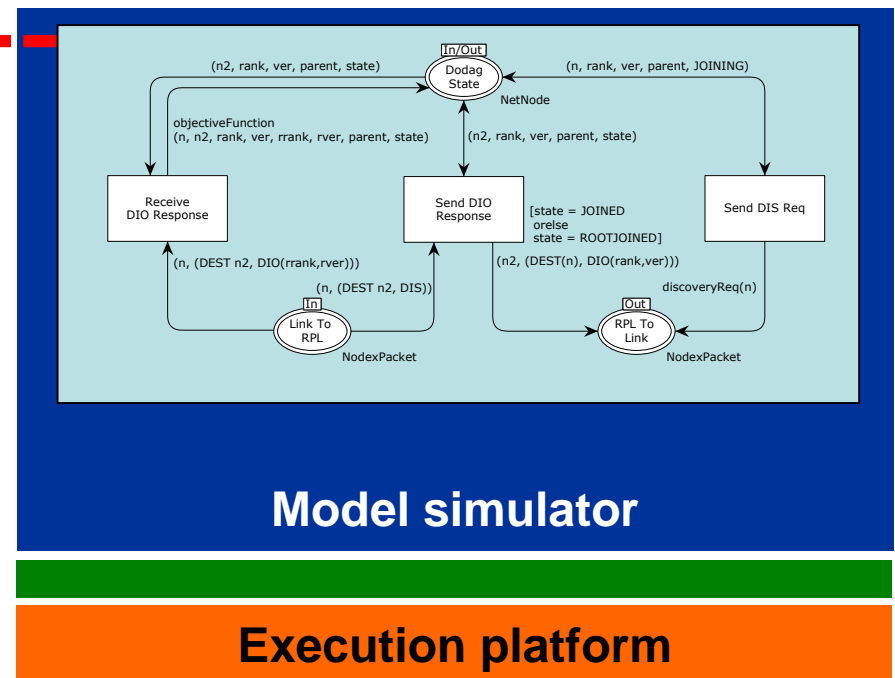 In/Out
Dodag
State
NetNode
(n2, rank, ver, parent, state)
(n, rank, ver, parent, JOINING)
objectiveFunction
(n, n2, rank, ver, rrank, rver, parent, state)
(n2, rank, ver, parent, state)
Receive
DIO Response
Send DIO
Response
[state = JOINED
orelse
state = ROOTJOINED]
Send DIS Req
(n, (DEST n2, DIO(rrank,rver)))
(n, (DEST n2, DIS))
(n2, (DEST(n), DIO(rank,ver)))
discoveryReq(n)
In
Link To
RPL
NodexPacket
Out
RPL To
Link
NodexPacket
Model simulator
Execution platform